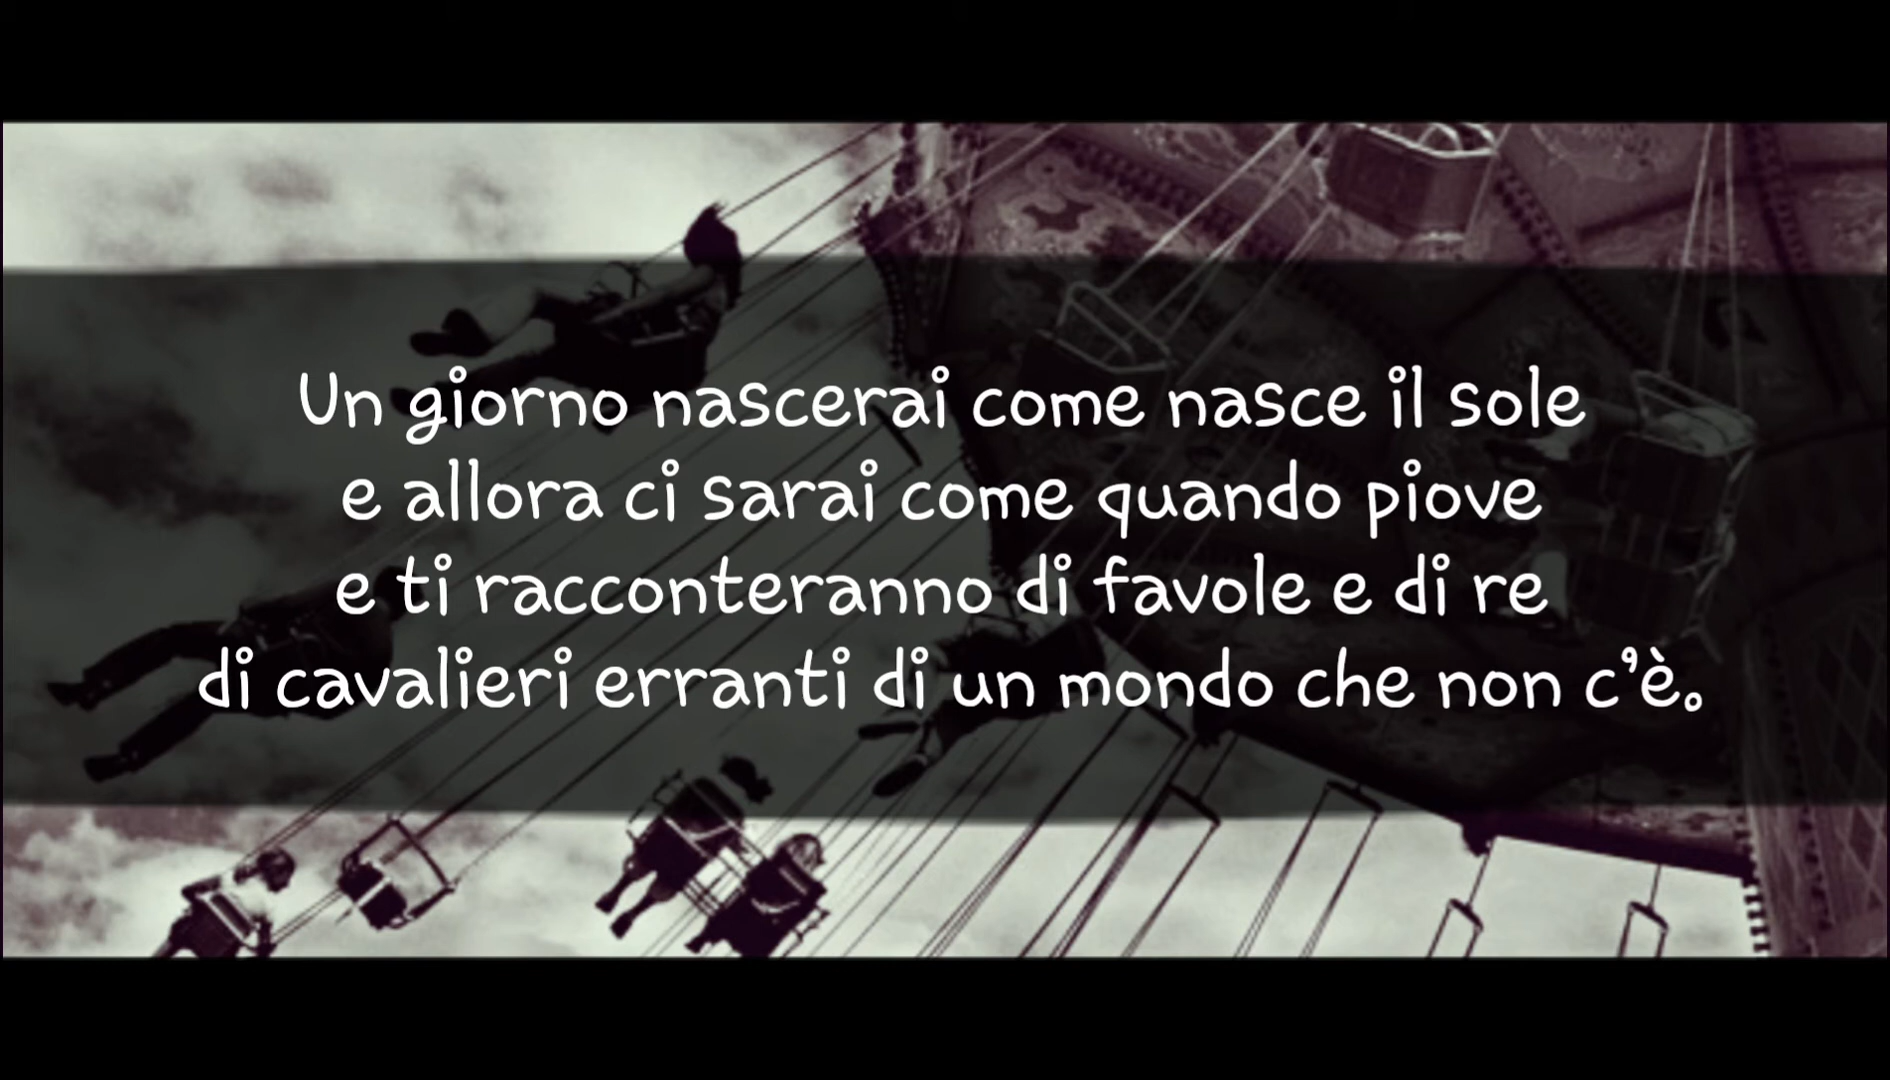 Un giorno nascerai come nasce il sole
e allora ci sarai come quando piove
e ti racconteranno di favole e di re
di cavalieri erranti di un mondo che non c'è.